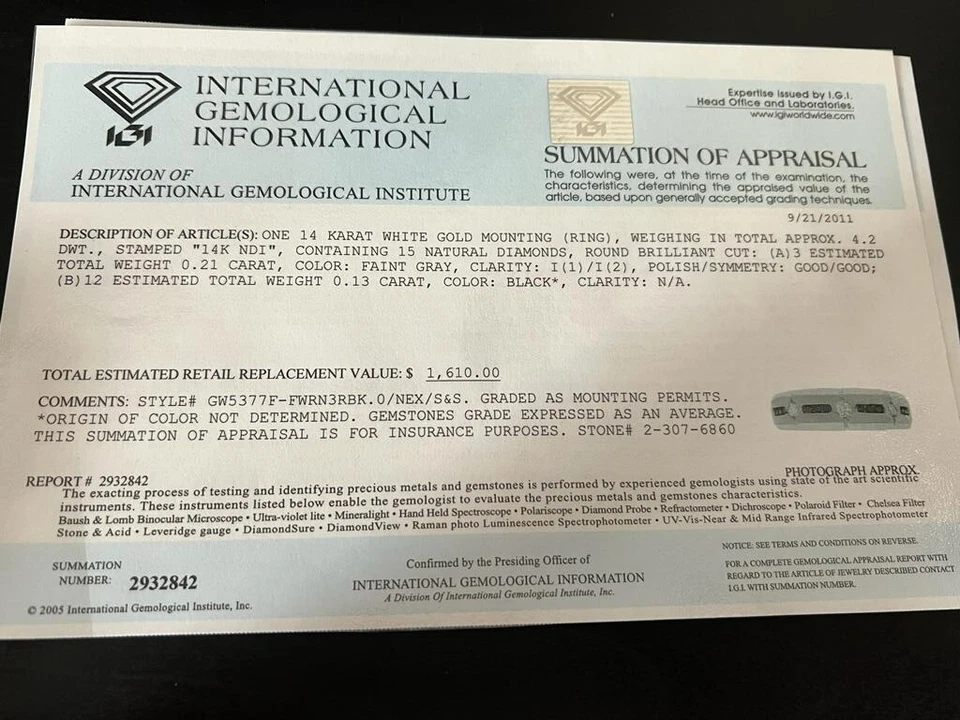 INTERNATIONAL
GEMOLOGICAL
INFORMATION
IGI
A DIVISION OF
INTERNATIONAL GEMOLOGICAL INSTITUTE
IGI
Expertise issued by I.G.I.
Head Office and Laboratories.
www.igiworldwide.com
SUMMATION OF APPRAISAL
The following were, at the time of the examination, the
characteristics, determining the appraised value of the
article, based upon generally accepted grading techniques.
9/21/2011
DESCRIPTION OF ARTICLE(S): ONE 14 KARAT WHITE GOLD MOUNTING (RING), WEIGHING IN TOTAL APPROX. 4.2
DWT., STAMPED "14K NDI", CONTAINING 15 NATURAL DIAMONDS, ROUND BRILLIANT CUT: (A)3 ESTIMATED
TOTAL WEIGHT 0.21 CARAT, COLOR: FAINT GRAY, CLARITY: I(1)/I(2), POLISH/SYMMETRY: GOOD/GOOD;
(B)12 ESTIMATED TOTAL WEIGHT 0.13 CARAT, COLOR: BLACK*, CLARITY: N/A.
TOTAL ESTIMATED RETAIL REPLACEMENT VALUE: $ 1,610.00
COMMENTS: STYLE# GW5377F-FWRN3RBK.0/NEX/S&S. GRADED AS MOUNTING PERMITS.
*ORIGIN OF COLOR NOT DETERMINED. GEMSTONES GRADE EXPRESSED AS AN AVERAGE.
THIS SUMMATION OF APPRAISAL IS FOR INSURANCE PURPOSES. STONE# 2-307-6860
PHOTOGRAPH APPROX.
REPORT # 2932842
The exacting process of testing and identifying precious metals and gemstones is performed by experienced gemologists using state of the art scientific
instruments. These instruments listed below enable the gemologist to evaluate the precious metals and gemstones characteristics.
Baush & Lomb Binocular Microscope • Ultra-violet lite • Mineralight • Hand Held Spectroscope • Polariscope • Diamond Probe • Refractometer • Dichroscope • Polaroid Filter • Chelsea Filter
Stone & Acid • Leveridge gauge • DiamondSure • DiamondView • Raman photo Luminescence Spectrophotometer • UV-Vis-Near & Mid Range Infrared Spectrophotometer
SUMMATION
NUMBER: 2932842
© 2005 International Gemological Institute, Inc.
Confirmed by the Presiding Officer of
INTERNATIONAL GEMOLOGICAL INFORMATION
A Division Of International Gemological Institute, Inc.
NOTICE: SEE TERMS AND CONDITIONS ON REVERSE.
FOR A COMPLETE GEMOLOGICAL APPRAISAL REPORT WITH
REGARD TO THE ARTICLE OF JEWELRY DESCRIBED CONTACT
I.G.I. WITH SUMMATION NUMBER.